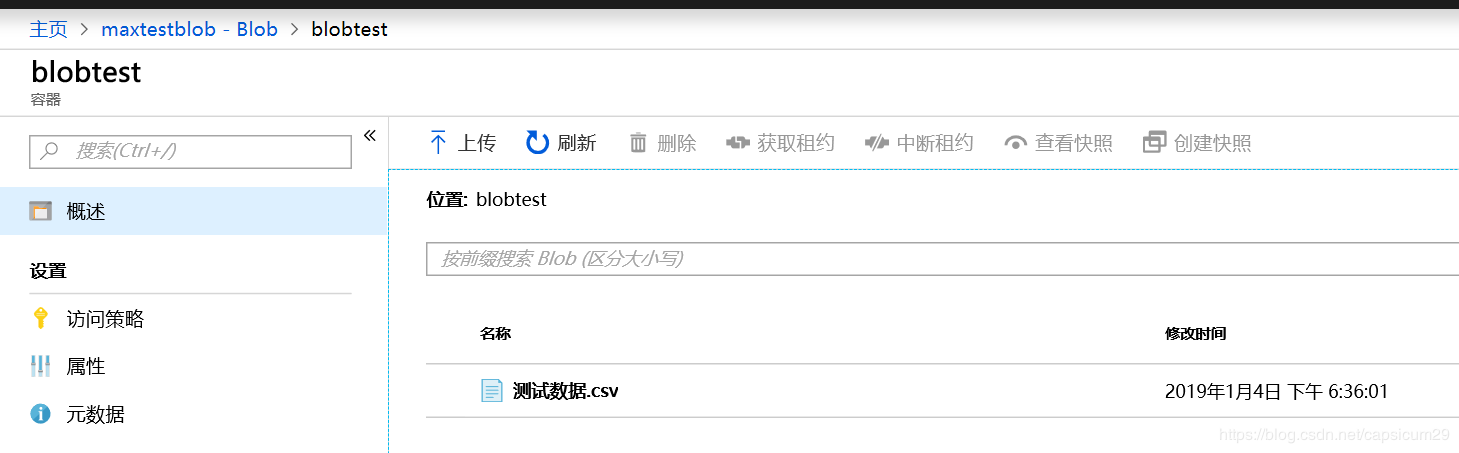 主页 > maxtestblob - Blob > blobtest
blobtest
容器
搜索(Ctrl+/)
«
概述
设置
访问策略
属性
元数据
上传 刷新 删除 获取租约 中断租约 查看快照 创建快照
位置: blobtest
按前缀搜索 Blob (区分大小写)
名称 修改时间
测试数据.csv 2019年1月4日 下午 6:36:01
https://blog.csdn.net/capsicum29